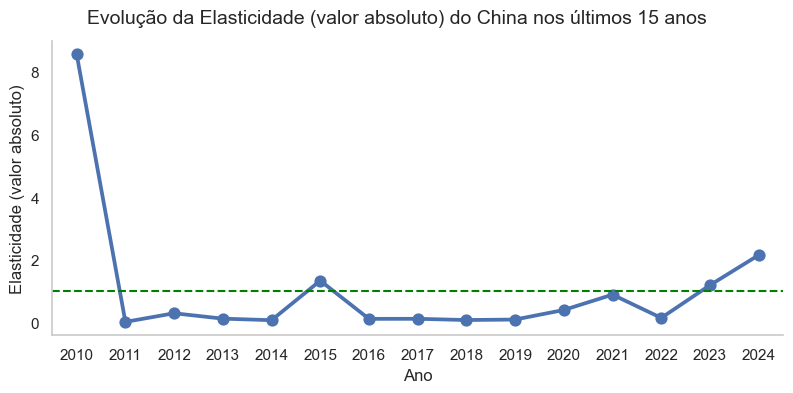 Evolução da Elasticidade (valor absoluto) do China nos últimos 15 anos
Elasticidade (valor absoluto)
8
6
4
2
0
2010 2011 2012 2013 2014 2015 2016 2017 2018 2019 2020 2021 2022 2023 2024
Ano